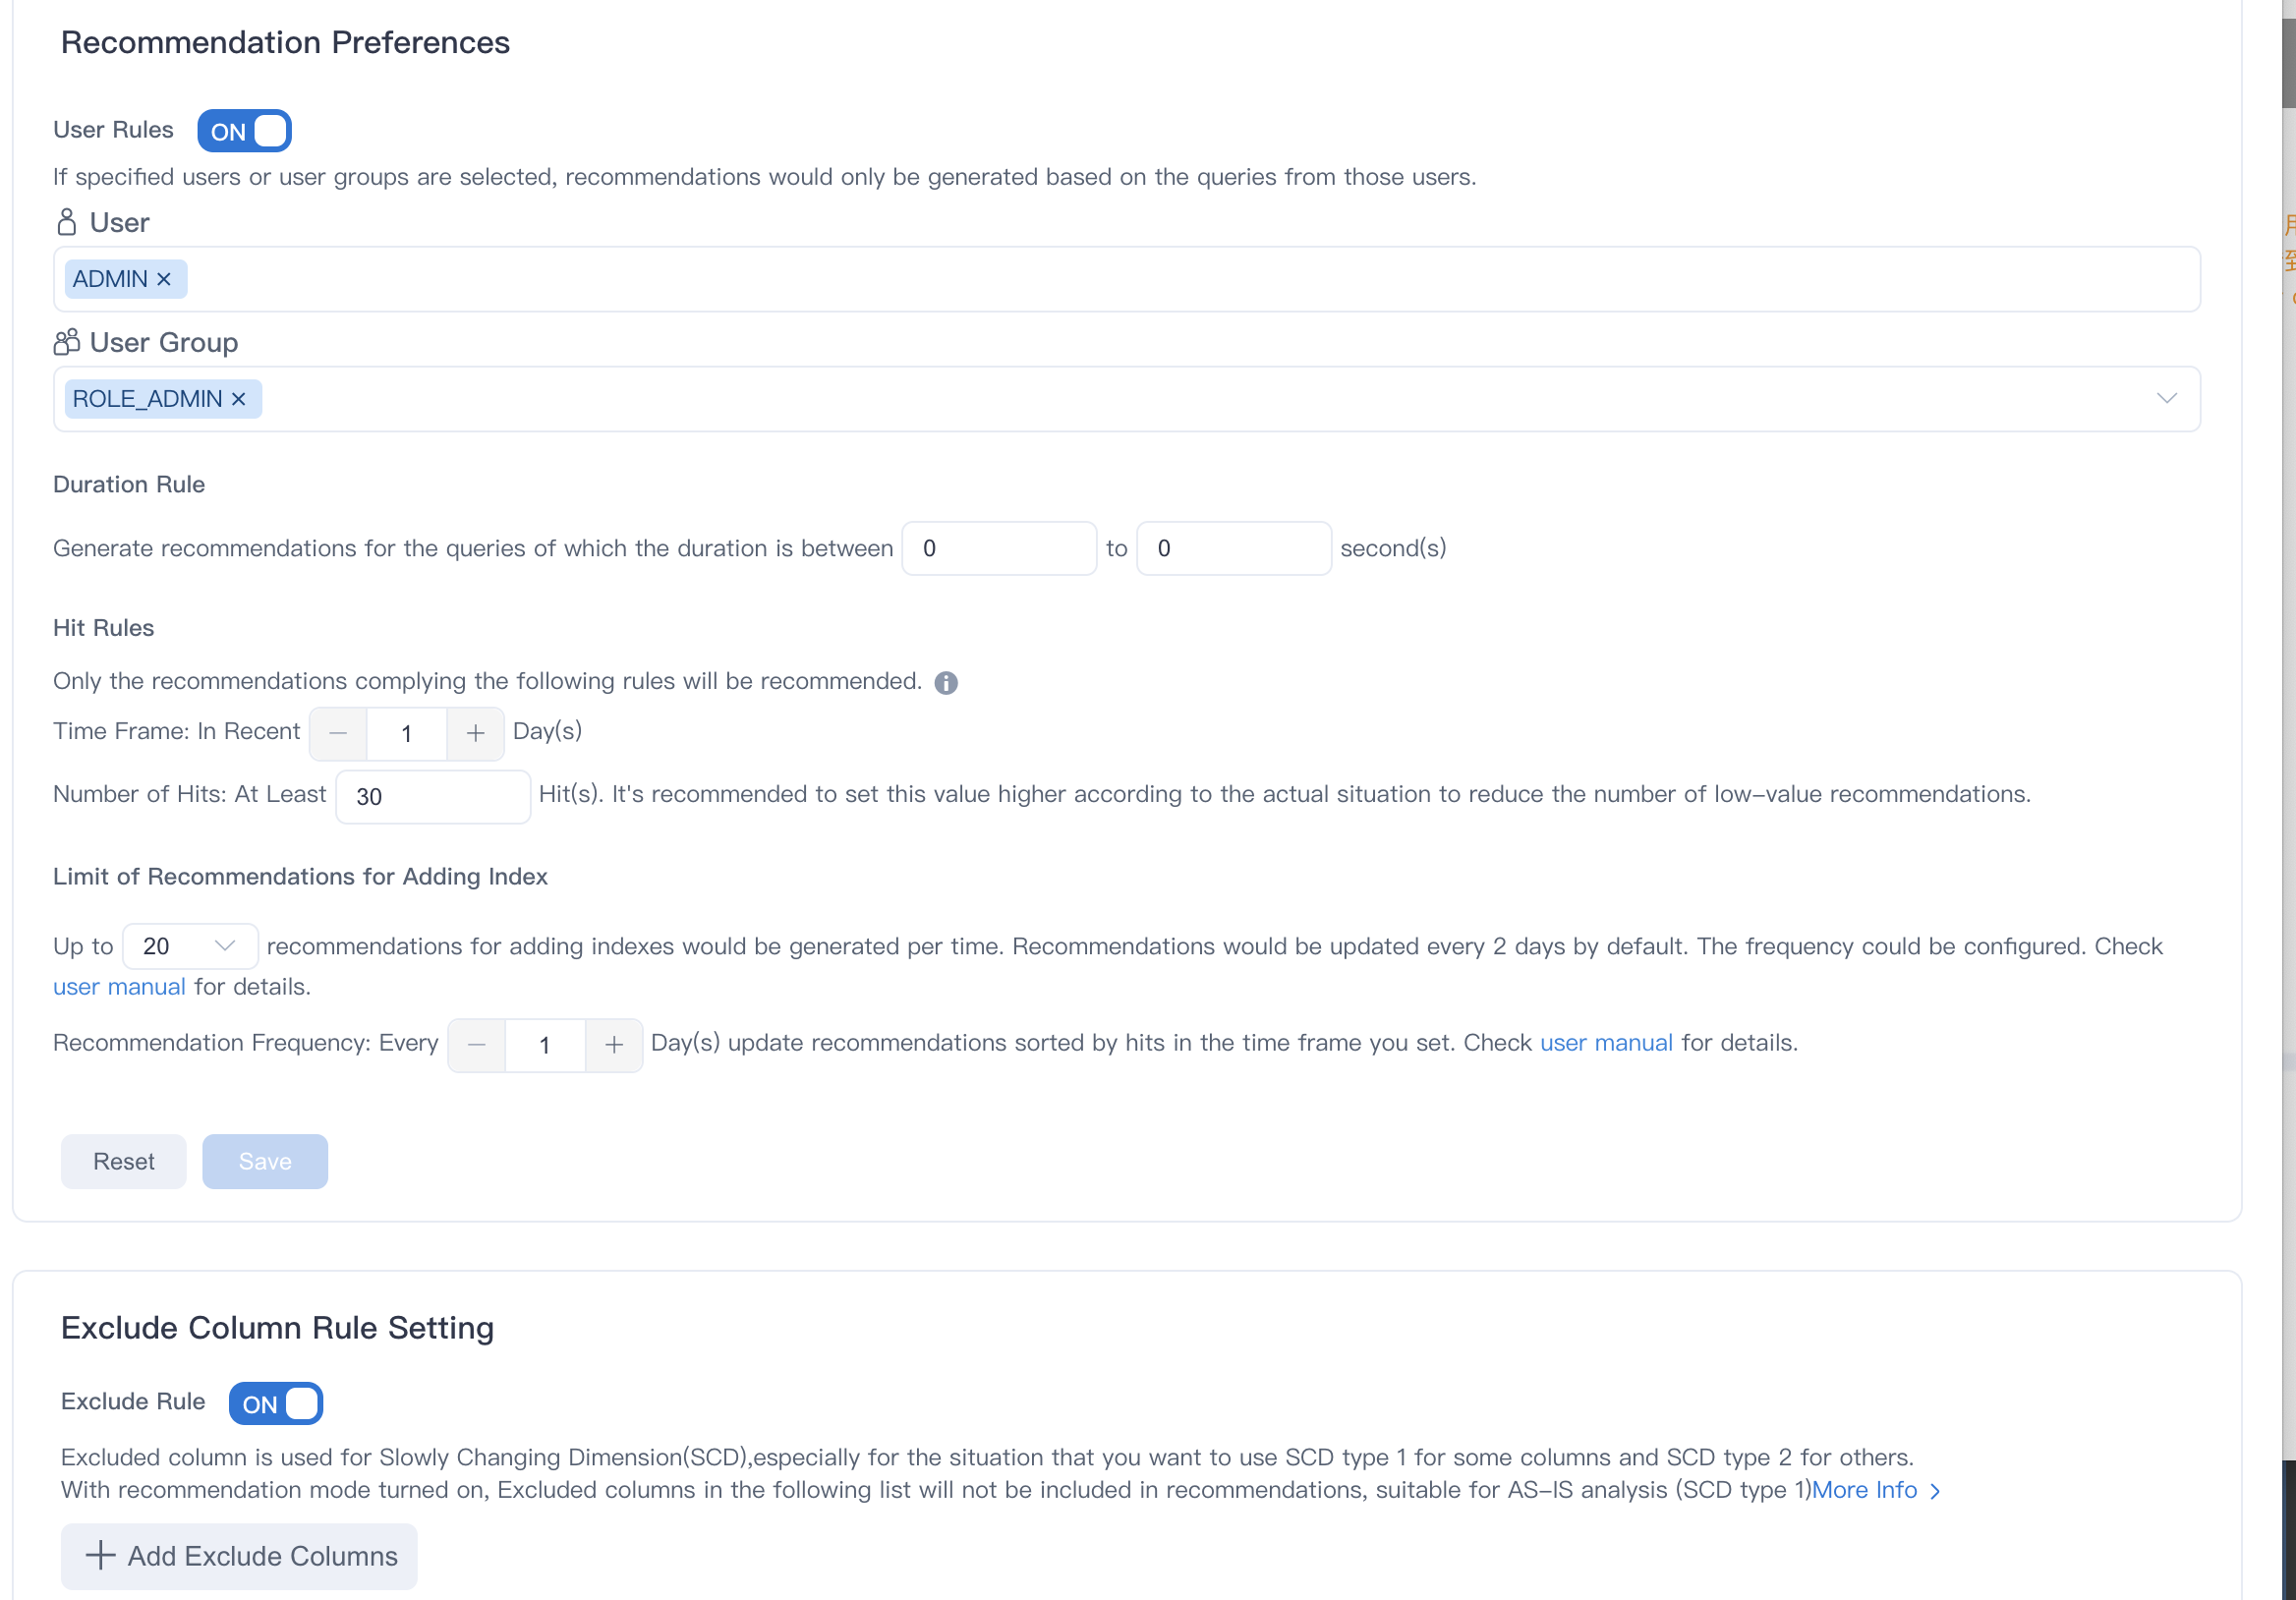 Recommendation Preferences
User Rules ON
If specified users or user groups are selected, recommendations would only be generated based on the queries from those users.
User
ADMIN ×
User Group
ROLE_ADMIN ×
Duration Rule
Generate recommendations for the queries of which the duration is between 0 to 0 second(s)
Hit Rules
Only the recommendations complying the following rules will be recommended.
Time Frame: In Recent − 1 + Day(s)
Number of Hits: At Least 30 Hit(s). It's recommended to set this value higher according to the actual situation to reduce the number of low-value recommendations.
Limit of Recommendations for Adding Index
Up to 20 recommendations for adding indexes would be generated per time. Recommendations would be updated every 2 days by default. The frequency could be configured. Check
user manual for details.
Recommendation Frequency: Every − 1 + Day(s) update recommendations sorted by hits in the time frame you set. Check user manual for details.
Reset Save
Exclude Column Rule Setting
Exclude Rule ON
Excluded column is used for Slowly Changing Dimension(SCD),especially for the situation that you want to use SCD type 1 for some columns and SCD type 2 for others.
With recommendation mode turned on, Excluded columns in the following list will not be included in recommendations, suitable for AS-IS analysis (SCD type 1)More Info >
+ Add Exclude Columns